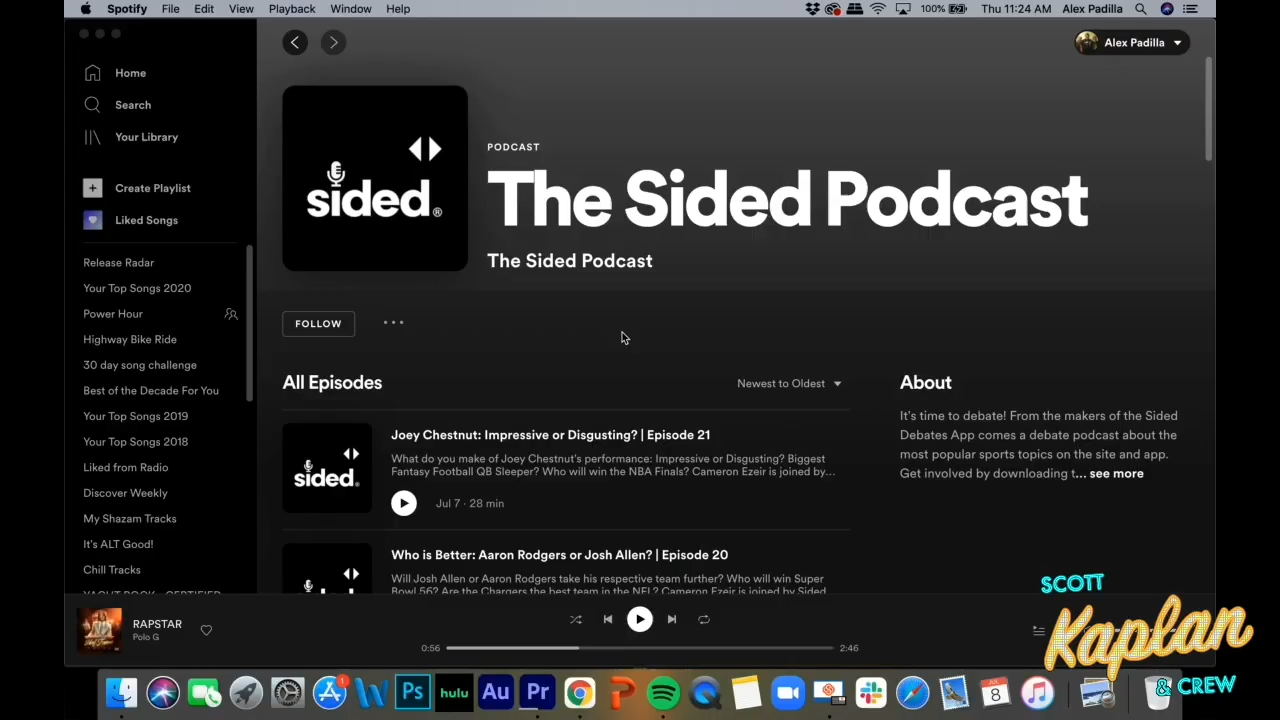 Spotify File Edit View Playback Window Help
100% Thu 11:24 AM Alex Padilla
Alex Padilla
Home
Search
Your Library
Create Playlist
Liked Songs
Release Radar
Your Top Songs 2020
Power Hour
Highway Bike Ride
30 day song challenge
Best of the Decade For You
Your Top Songs 2019
Your Top Songs 2018
Liked from Radio
Discover Weekly
My Shazam Tracks
It's ALT Good!
Chill Tracks
YACHT ROCK - CERTIFIED
sided®
PODCAST
The Sided Podcast
The Sided Podcast
FOLLOW
All Episodes
Newest to Oldest
sided.
Joey Chestnut: Impressive or Disgusting? | Episode 21
What do you make of Joey Chestnut's performance: Impressive or Disgusting? Biggest
Fantasy Football QB Sleeper? Who will win the NBA Finals? Cameron Ezeir is joined by...
Jul 7 · 28 min
Who is Better: Aaron Rodgers or Josh Allen? | Episode 20
Will Josh Allen or Aaron Rodgers take his respective team further? Who will win Super
Bowl 56? Are the Chargers the best team in the NFL? Cameron Ezeir is joined by Sided
About
It's time to debate! From the makers of the Sided
Debates App comes a debate podcast about the
most popular sports topics on the site and app.
Get involved by downloading t... see more
RAPSTAR
Polo G
0:56
2:46
SCOTT
Kaplan
& CREW
1
W
Ps
hulu
Au
Pr
P
JUL
8